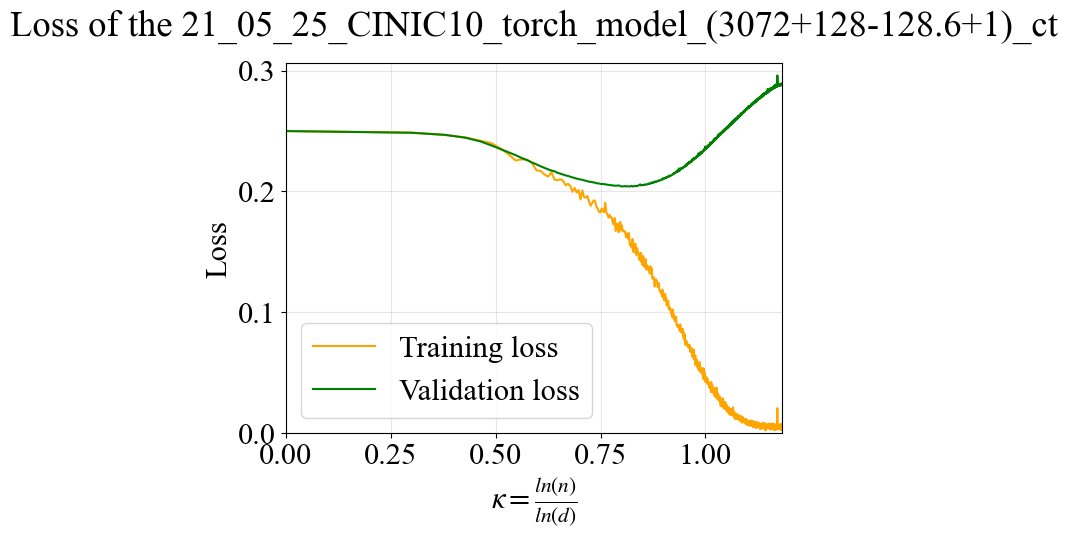 Loss of the 21_05_25_CINIC10_torch_model_(3072+128-128.6+1)_ct
0.3
0.2
0.1
0.0
Loss
Training loss
Validation loss
0.00 0.25 0.50 0.75 1.00
κ = ln(n) / ln(d)